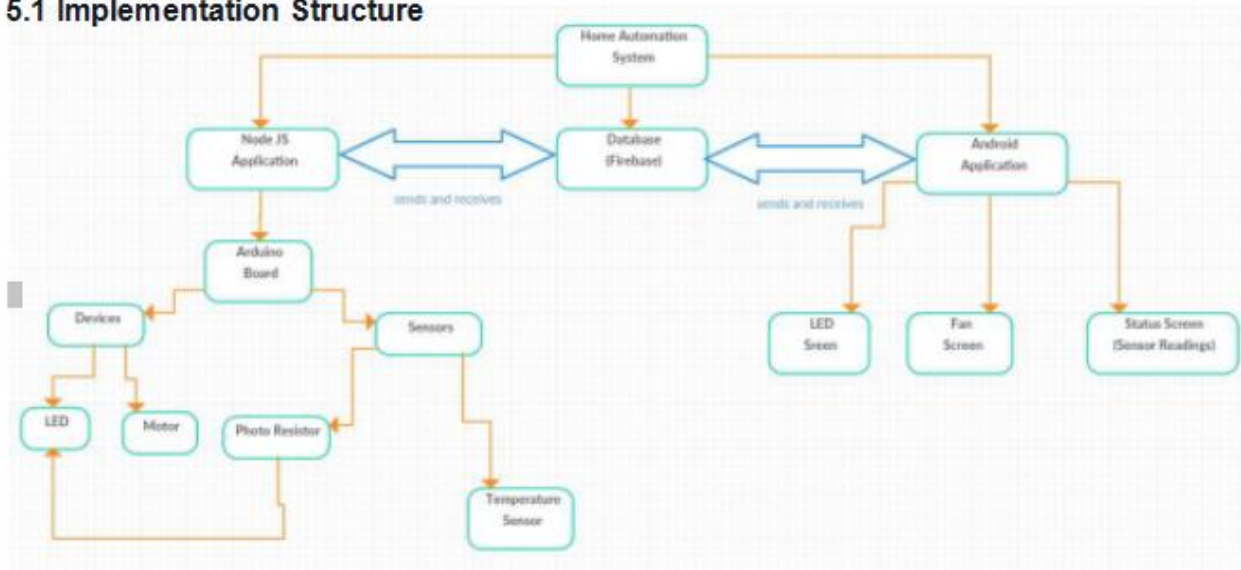 5.1 Implementation Structure
Home Automation
System
Node JS
Application
Database
(Firebase)
Android
Application
sends and receives
sends and receives
Arduino
Board
Devices
Sensors
LED
Sreen
Fan
Screen
Status Screen
(Sensor Readings)
LED
Motor
Photo Resistor
Temperature
Sensor